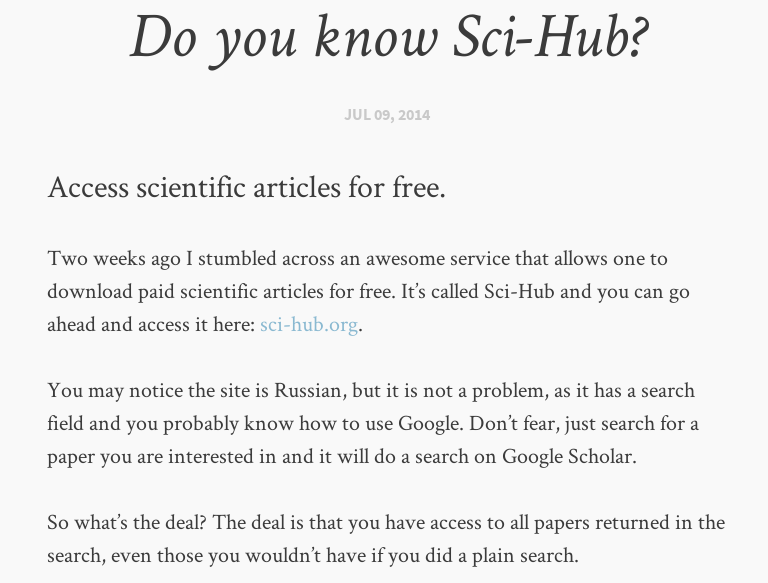 Do you know Sci-Hub?
JUL 09, 2014
Access scientific articles for free.
Two weeks ago I stumbled across an awesome service that allows one to
download paid scientific articles for free. It’s called Sci-Hub and you can go
ahead and access it here: sci-hub.org.
You may notice the site is Russian, but it is not a problem, as it has a search
field and you probably know how to use Google. Don’t fear, just search for a
paper you are interested in and it will do a search on Google Scholar.
So what’s the deal? The deal is that you have access to all papers returned in the
search, even those you wouldn’t have if you did a plain search.